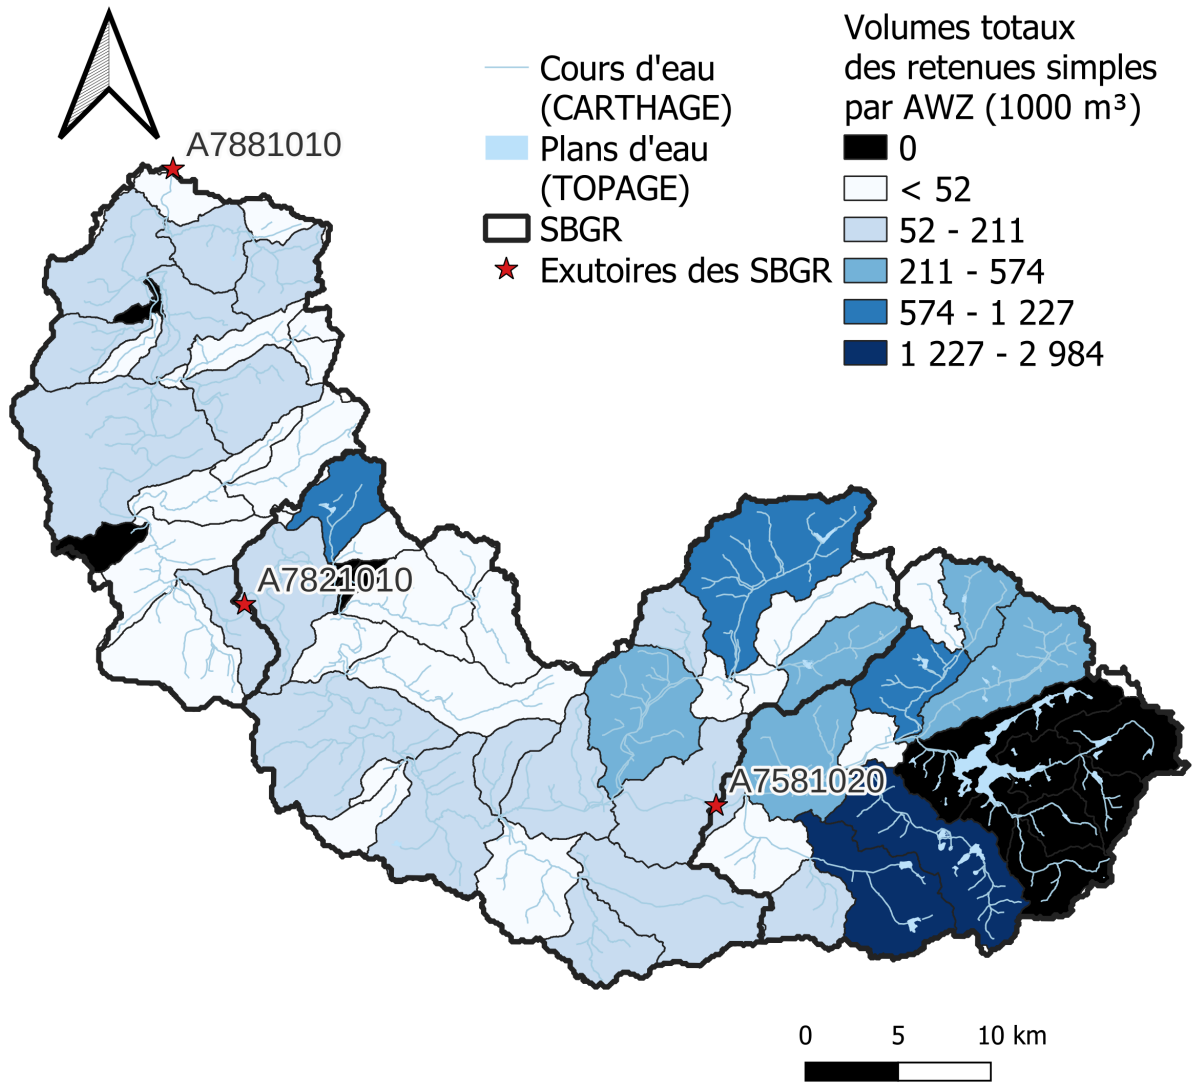 Cours d'eau
(CARTHAGE)
Plans d'eau
(TOPAGE)
SBGR
Exutoires des SBGR
Volumes totaux
des retenues simples
par AWZ (1000 m³)
0
< 52
52 - 211
211 - 574
574 - 1 227
1 227 - 2 984
A7881010
A7821010
A7581020
0 5 10 km